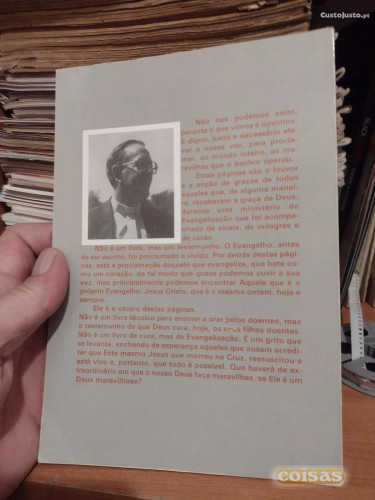 CustoJusto.pt
Não nos podemos calar,
perante o que vimos e ouvimos.
É digno, justo e necessário ele-
var a nossa voz, para procla-
mar, ao mundo inteiro, as ma-
ravilhas que o Senhor operou.
Estas páginas são o louvor
e a acção de graças de todos
aqueles que, de alguma manei-
ra, receberam a graça de Deus,
durante este ministério de
Evangelização que foi acompa-
nhado de sinais, de milagres e
de curas.
Não é um livro, mas um testemunho. O Evangelho, antes
de ser escrito, foi proclamado e vivido. Por detrás destas pági-
nas, está a proclamação daquele que evangeliza, que bate co-
mo um coração, de tal modo que quase podemos ouvir a sua
voz, mas principalmente podemos encontrar Aquele que é o
próprio Evangelho: Jesus Cristo, que é o mesmo ontem, hoje e
sempre.
Ele é o centro destas páginas.
Não é um livro técnico para ensinar a orar pelos doentes, mas
o testemunho de que Deus cura, hoje, os seus filhos doentes.
Não é um livro de cura, mas de Evangelização. É um grito que
se levanta, enchendo de esperança aqueles que ousam acredi-
tar que Este mesmo Jesus que morreu na Cruz, ressuscitou e
está vivo e, portanto, que tudo é possível. Que haverá de ex-
traordinário em que o nosso Deus faça maravilhas, se Ele é um
Deus maravilhoso?
coisas